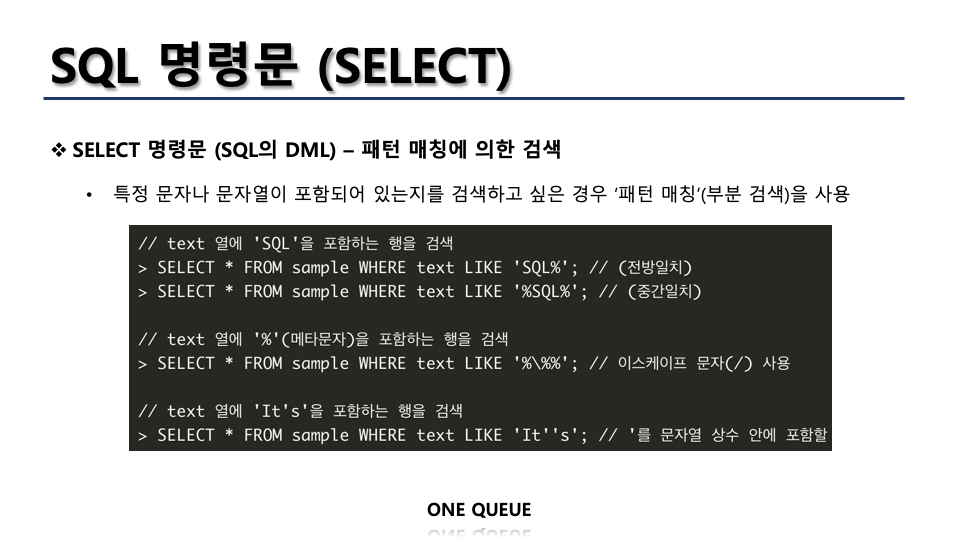 SQL 명령문 (SELECT)
❖ SELECT 명령문 (SQL의 DML) – 패턴 매칭에 의한 검색
• 특정 문자나 문자열이 포함되어 있는지를 검색하고 싶은 경우 ‘패턴 매칭’(부분 검색)을 사용
// text 열에 'SQL'을 포함하는 행을 검색
> SELECT * FROM sample WHERE text LIKE 'SQL%'; // (전방일치)
> SELECT * FROM sample WHERE text LIKE '%SQL%'; // (중간일치)
// text 열에 '%'(메타문자)을 포함하는 행을 검색
> SELECT * FROM sample WHERE text LIKE '%\%%'; // 이스케이프 문자(/) 사용
// text 열에 'It's'을 포함하는 행을 검색
> SELECT * FROM sample WHERE text LIKE 'It''s'; // '를 문자열 상수 안에 포함할
ONE QUEUE